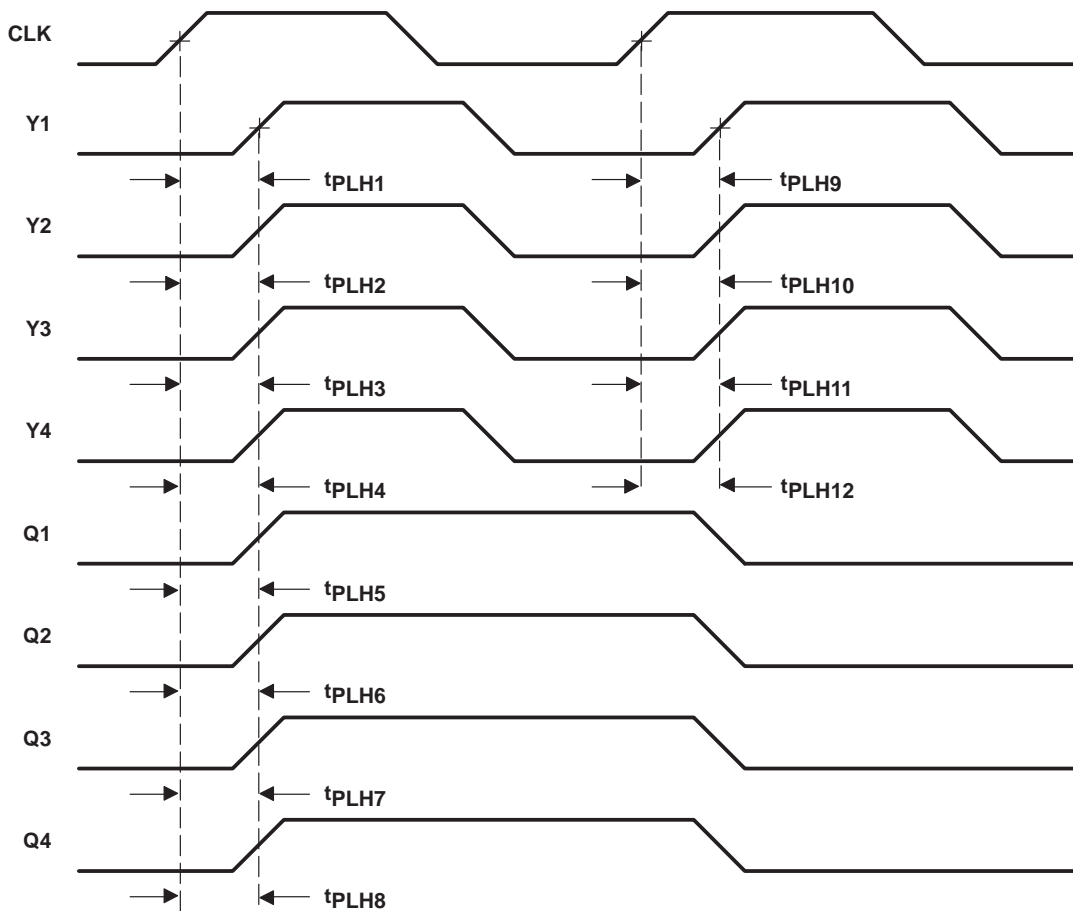 CLK
Y1
tPLH1 tPLH9
Y2
tPLH2 tPLH10
Y3
tPLH3 tPLH11
Y4
tPLH4 tPLH12
Q1
tPLH5
Q2
tPLH6
Q3
tPLH7
Q4
tPLH8